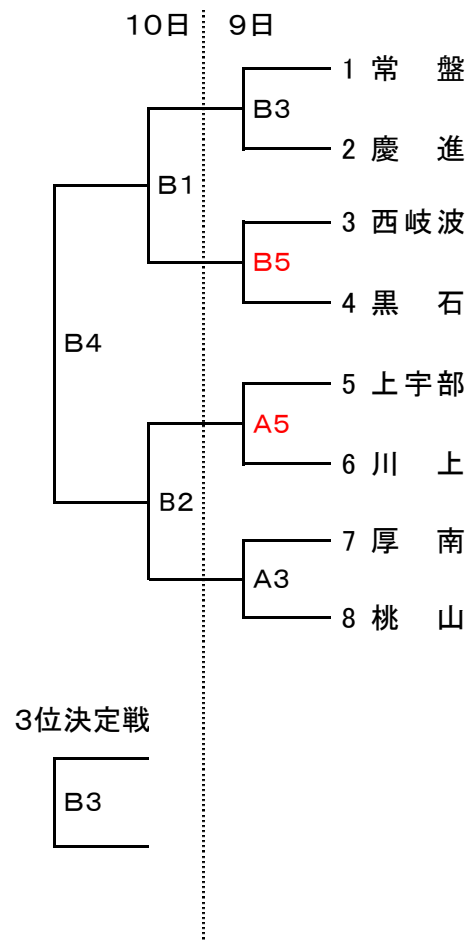 10日 9日
1 常 盤
B3
2 慶 進
B1
3 西岐波
B5
4 黒 石
B4
5 上宇部
A5
6 川 上
B2
7 厚 南
A3
8 桃 山
3位決定戦
B3